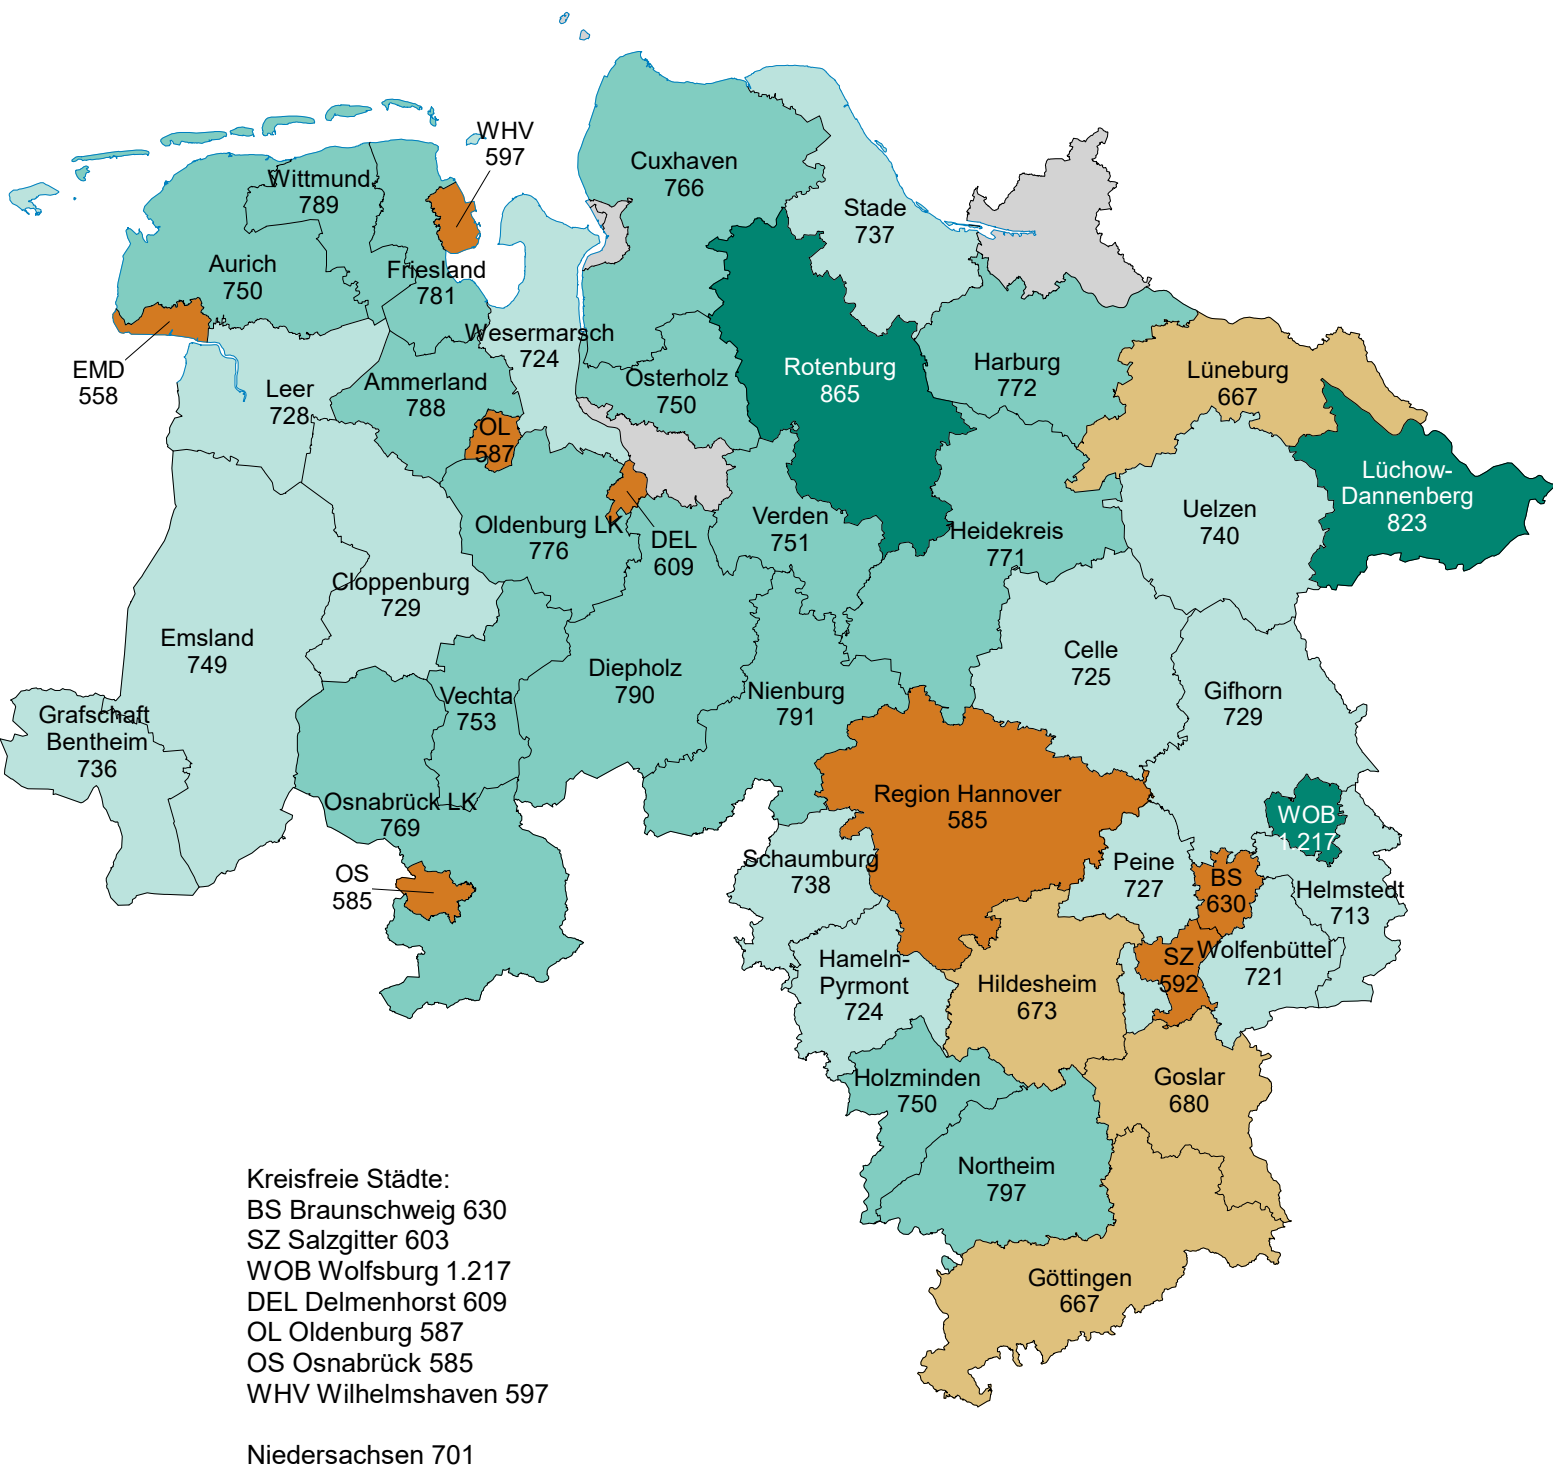 WHV
597
Cuxhaven
766
Wittmund
789
Stade
737
Aurich
750
Friesland
781
Wesermarsch
724
EMD
558
Leer
728
Ammerland
788
Osterholz
750
Rotenburg
865
Harburg
772
Lüneburg
667
OL
587
Lüchow-
Dannenberg
823
Uelzen
740
Oldenburg LK
776
DEL
609
Verden
751
Heidekreis
771
Cloppenburg
729
Emsland
749
Diepholz
790
Celle
725
Vechta
753
Nienburg
791
Gifhorn
729
Grafschaft
Bentheim
736
Osnabrück LK
769
Region Hannover
585
WOB
1.217
Schaumburg
738
Peine
727
OS
585
BS
630
Helmstedt
713
Hameln-
Pyrmont
724
Hildesheim
673
SZ
592
Wolfenbüttel
721
Holzminden
750
Goslar
680
Northeim
797
Göttingen
667
Kreisfreie Städte:
BS Braunschweig 630
SZ Salzgitter 603
WOB Wolfsburg 1.217
DEL Delmenhorst 609
OL Oldenburg 587
OS Osnabrück 585
WHV Wilhelmshaven 597
Niedersachsen 701